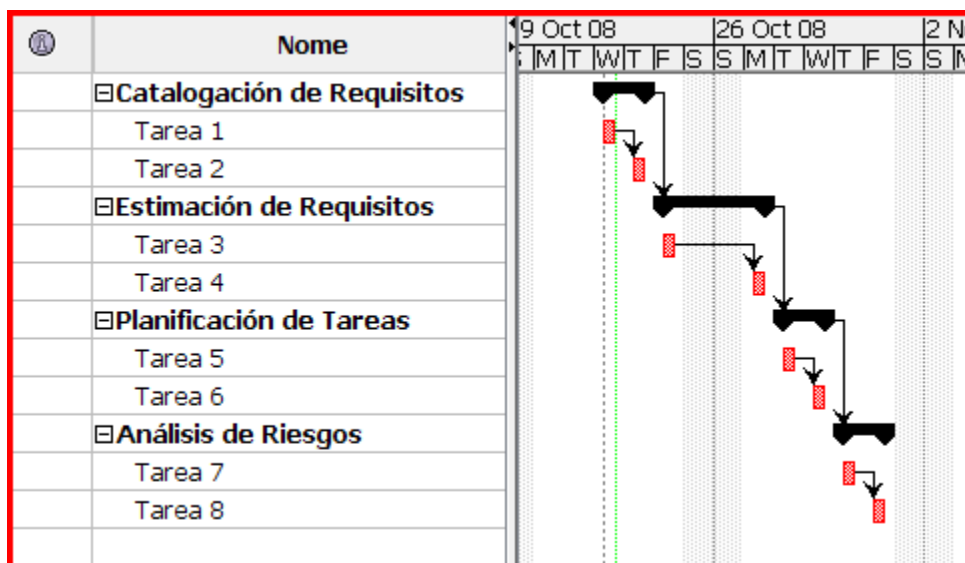 Nome
9 Oct 08 26 Oct 08 2 N
S M T W T F S S M T W T F S S M
Catalogación de Requisitos
Tarea 1
Tarea 2
Estimación de Requisitos
Tarea 3
Tarea 4
Planificación de Tareas
Tarea 5
Tarea 6
Análisis de Riesgos
Tarea 7
Tarea 8